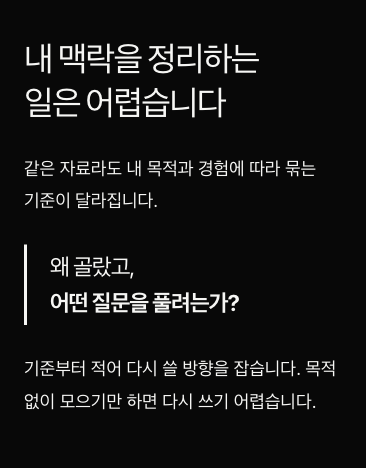 내 맥락을 정리하는
일은 어렵습니다
같은 자료라도 내 목적과 경험에 따라 묶는
기준이 달라집니다.
왜 골랐고,
어떤 질문을 풀려는가?
기준부터 적어 다시 쓸 방향을 잡습니다. 목적
없이 모으기만 하면 다시 쓰기 어렵습니다.